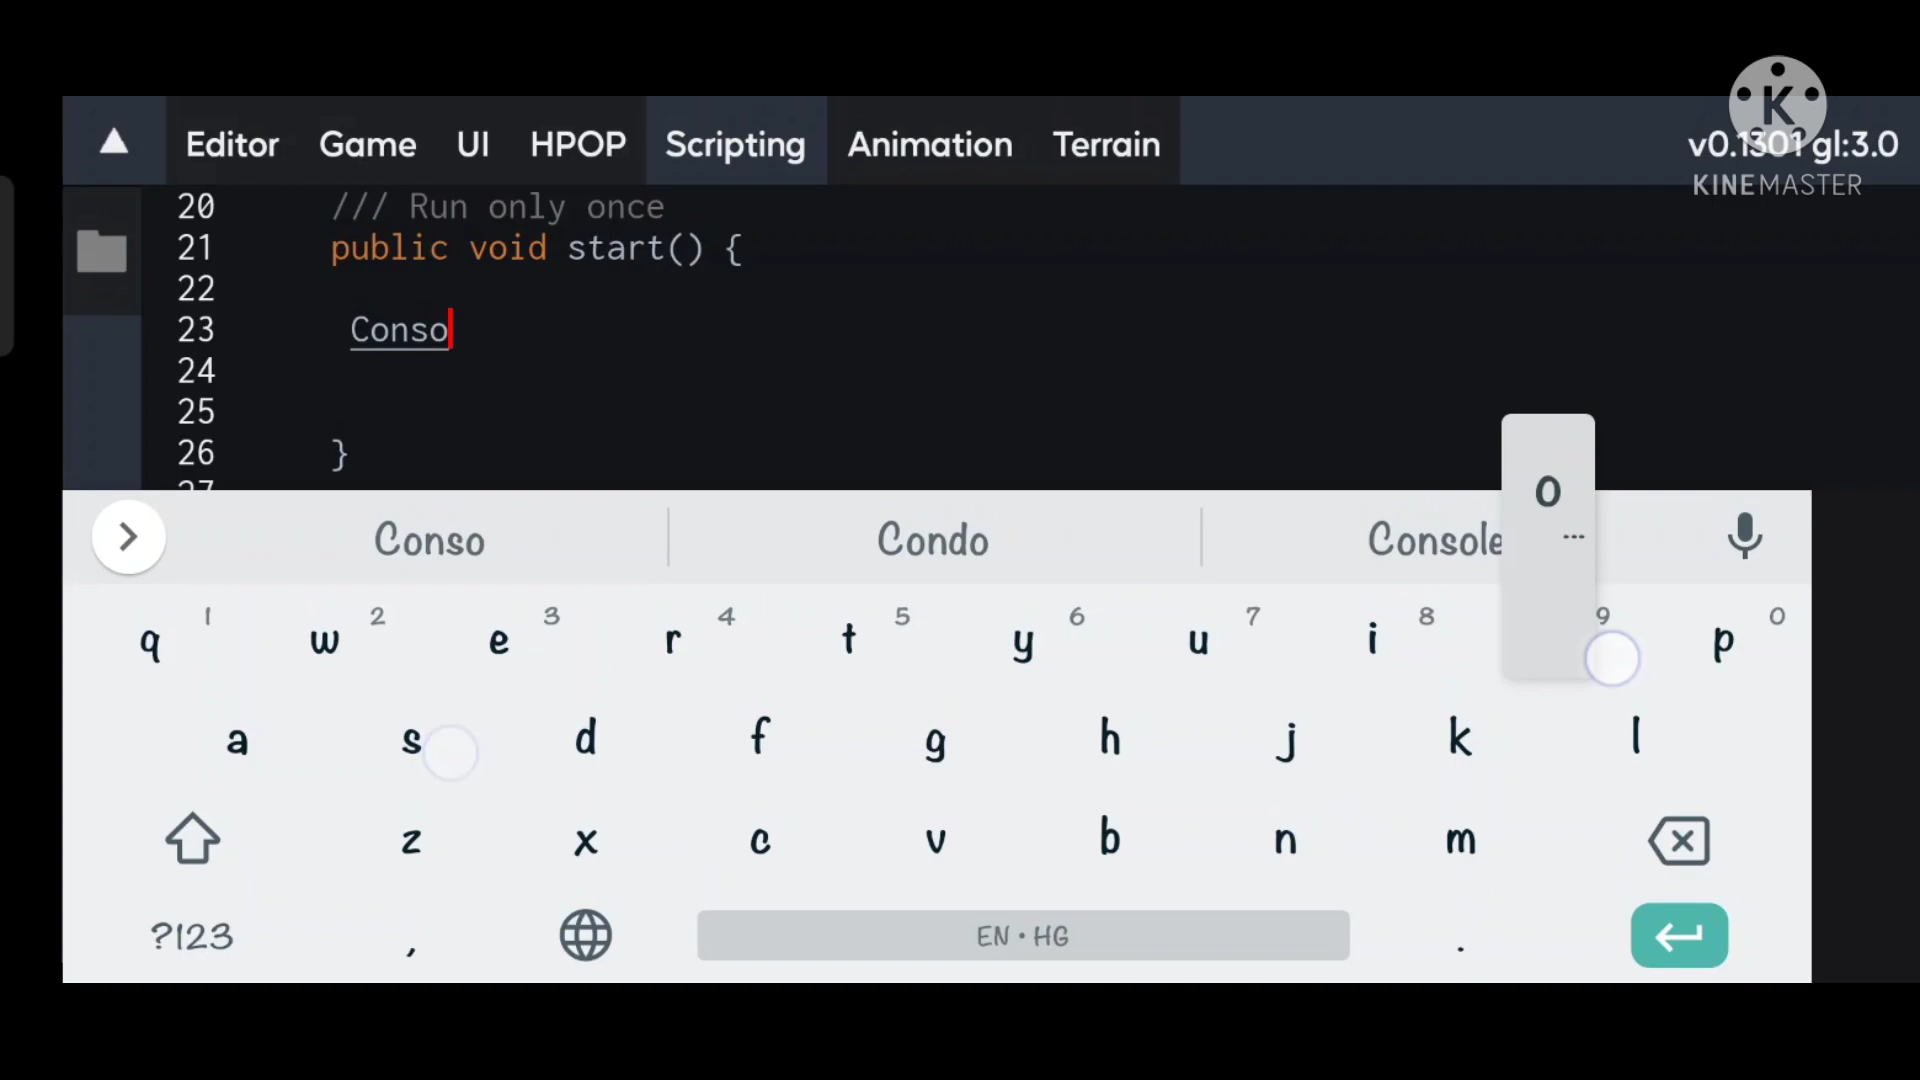 Editor Game UI HPOP Scripting Animation Terrain v0.1301 gl:3.0
KINEMASTER
20 /// Run only once
21 public void start() {
22
23 Conso
24
25
26 }
27
Conso Condo Console
o ...
q 1 w 2 e 3 r 4 t 5 y 6 u 7 i 8 9 p 0
a s d f g h j k l
z x c v b n m
?123 , EN • HG .